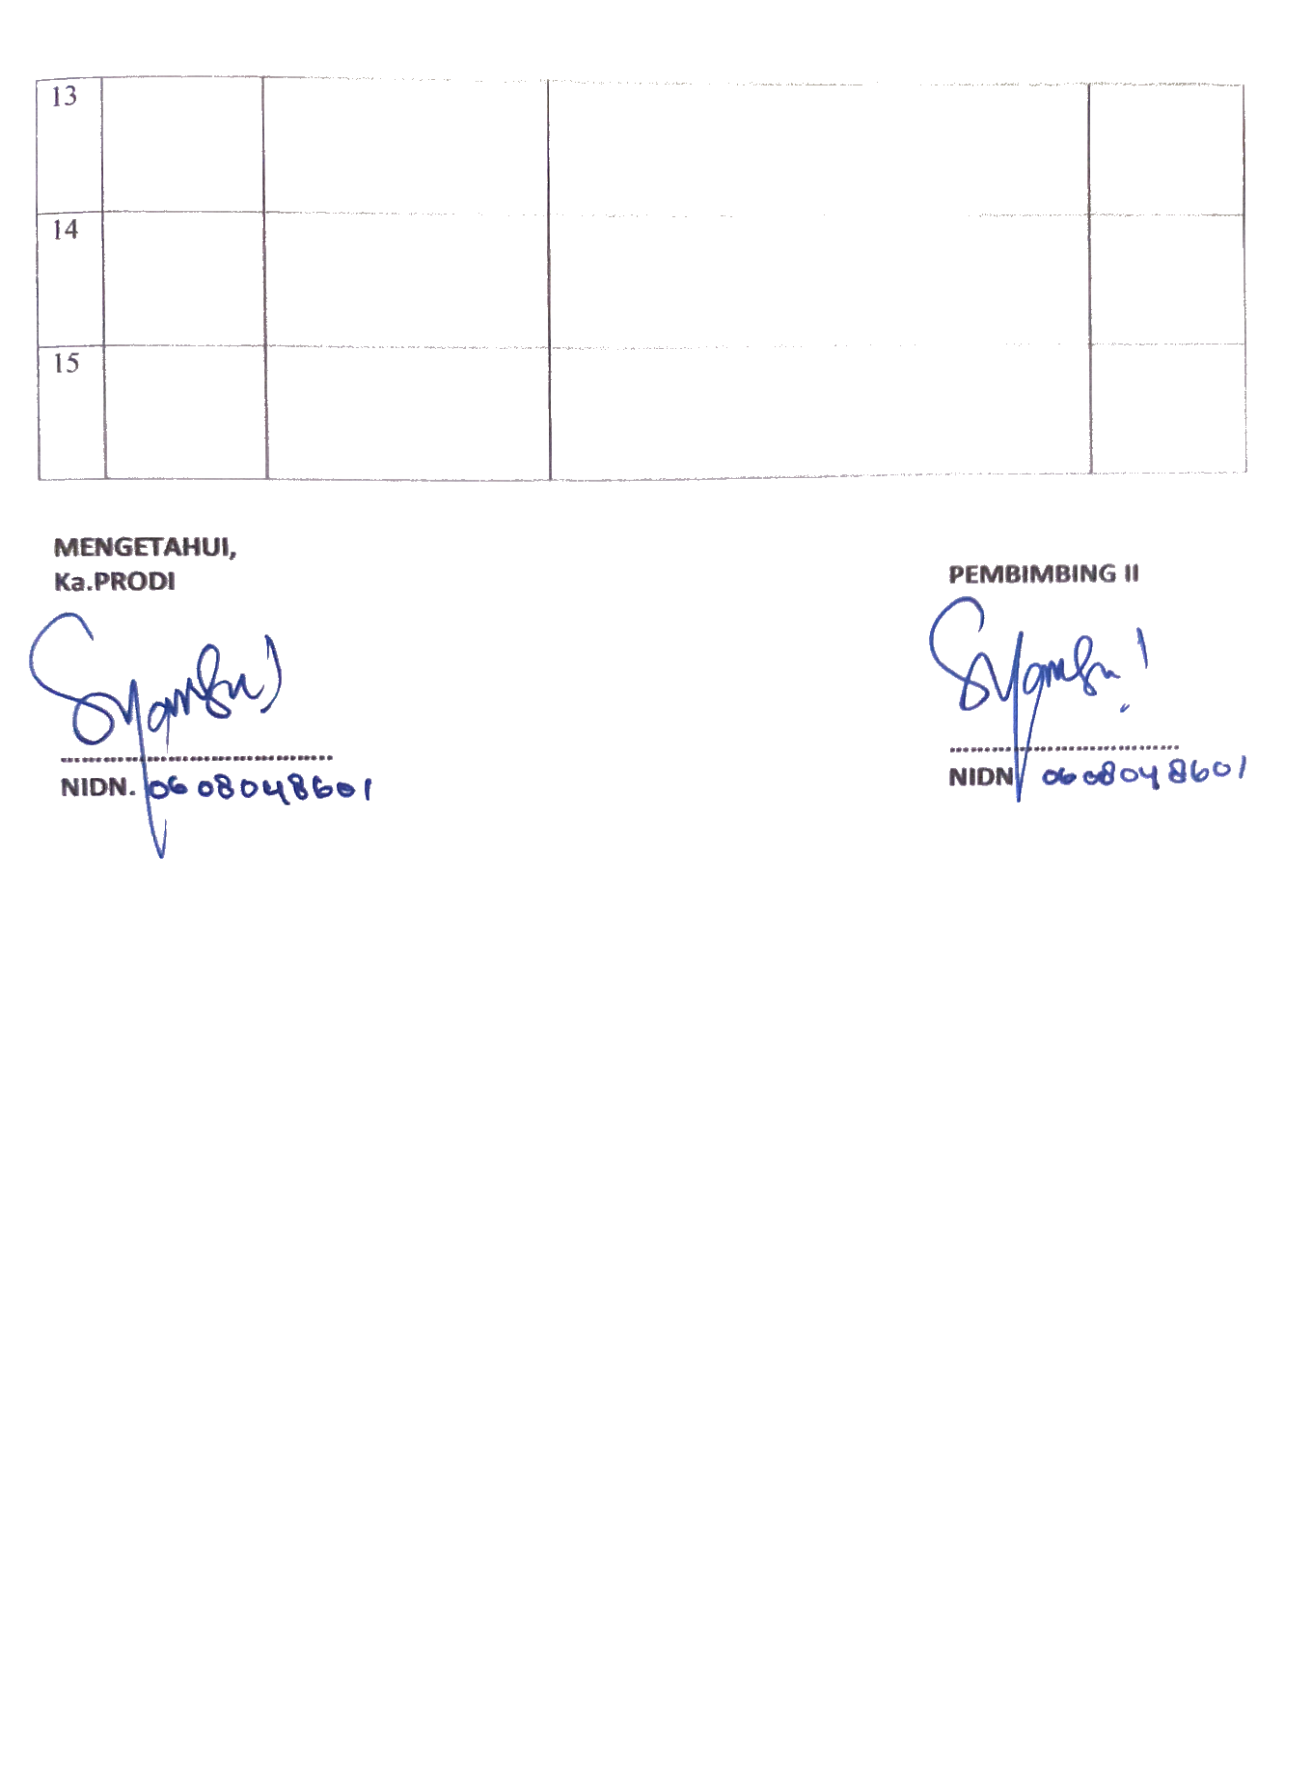 13
14
15
MENGETAHUI,
Ka.PRODI
PEMBIMBING II
NIDN. 0608048601
NIDN 0608048601